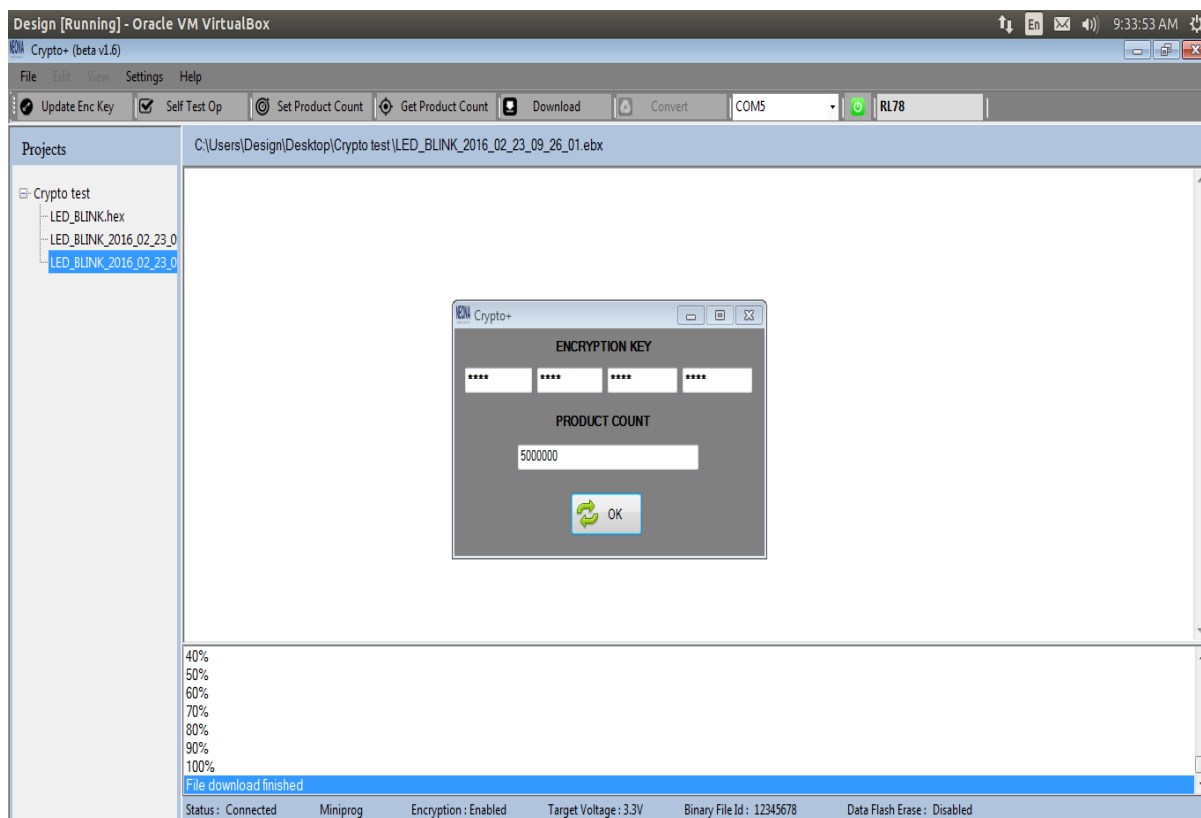 Design [Running] - Oracle VM VirtualBox En 9:33:53 AM
NEONA Crypto+ (beta v1.6)
File Edit View Settings Help
Update Enc Key Self Test Op Set Product Count Get Product Count Download Convert COM5 RL78
Projects
C:\Users\Design\Desktop\Crypto test\LED_BLINK_2016_02_23_09_26_01.ebx
Crypto test
LED_BLINK.hex
LED_BLINK_2016_02_23_0
LED_BLINK_2016_02_23_0
NEONA Crypto+
ENCRYPTION KEY
**** **** **** ****
PRODUCT COUNT
5000000
OK
40%
50%
60%
70%
80%
90%
100%
File download finished
Status : Connected Miniprog Encryption : Enabled Target Voltage : 3.3V Binary File Id : 12345678 Data Flash Erase : Disabled